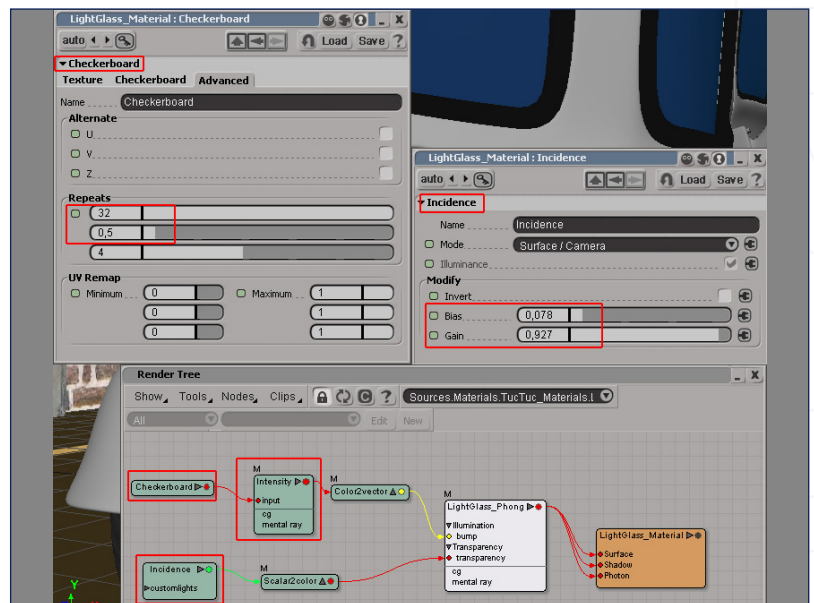 LightGlass_Material : Checkerboard
auto
Load Save ?
Checkerboard
Texture Checkerboard Advanced
Name Checkerboard
Alternate
U
V
Z
Repeats
32
0,5
4
UV Remap
Minimum 0 Maximum 1
0 1
0 1
LightGlass_Material : Incidence
auto
Load Save ?
Incidence
Name Incidence
Mode Surface / Camera
Illuminance
Modify
Invert
Bias 0,078
Gain 0,927
Render Tree
Show Tools Nodes Clips ? Sources.Materials.TucTuc_Materials.L
All Edit New
Checkerboard
M
Intensity
input
cg
mental ray
M
Color2vector
M
LightGlass_Phong
Illumination
bump
Transparency
transparency
cg
mental ray
LightGlass_Material
Surface
Shadow
Photon
Incidence
customlights
M
Scalar2color
Y